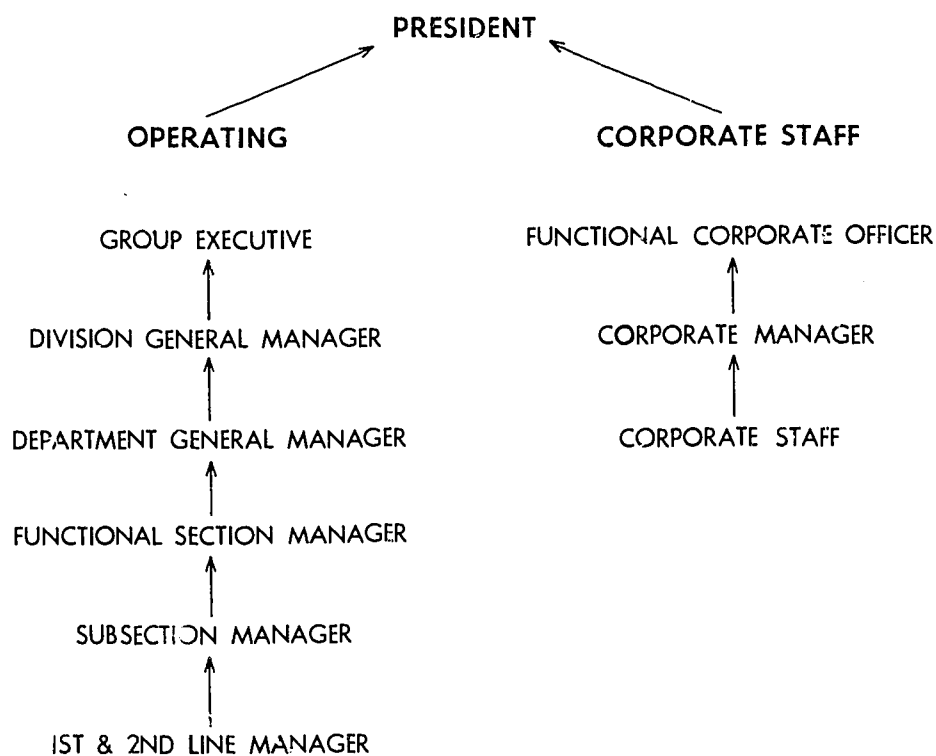 PRESIDENT
OPERATING
CORPORATE STAFF
GROUP EXECUTIVE
FUNCTIONAL CORPORATE OFFICER
DIVISION GENERAL MANAGER
CORPORATE MANAGER
DEPARTMENT GENERAL MANAGER
CORPORATE STAFF
FUNCTIONAL SECTION MANAGER
SUBSECTION MANAGER
1ST & 2ND LINE MANAGER